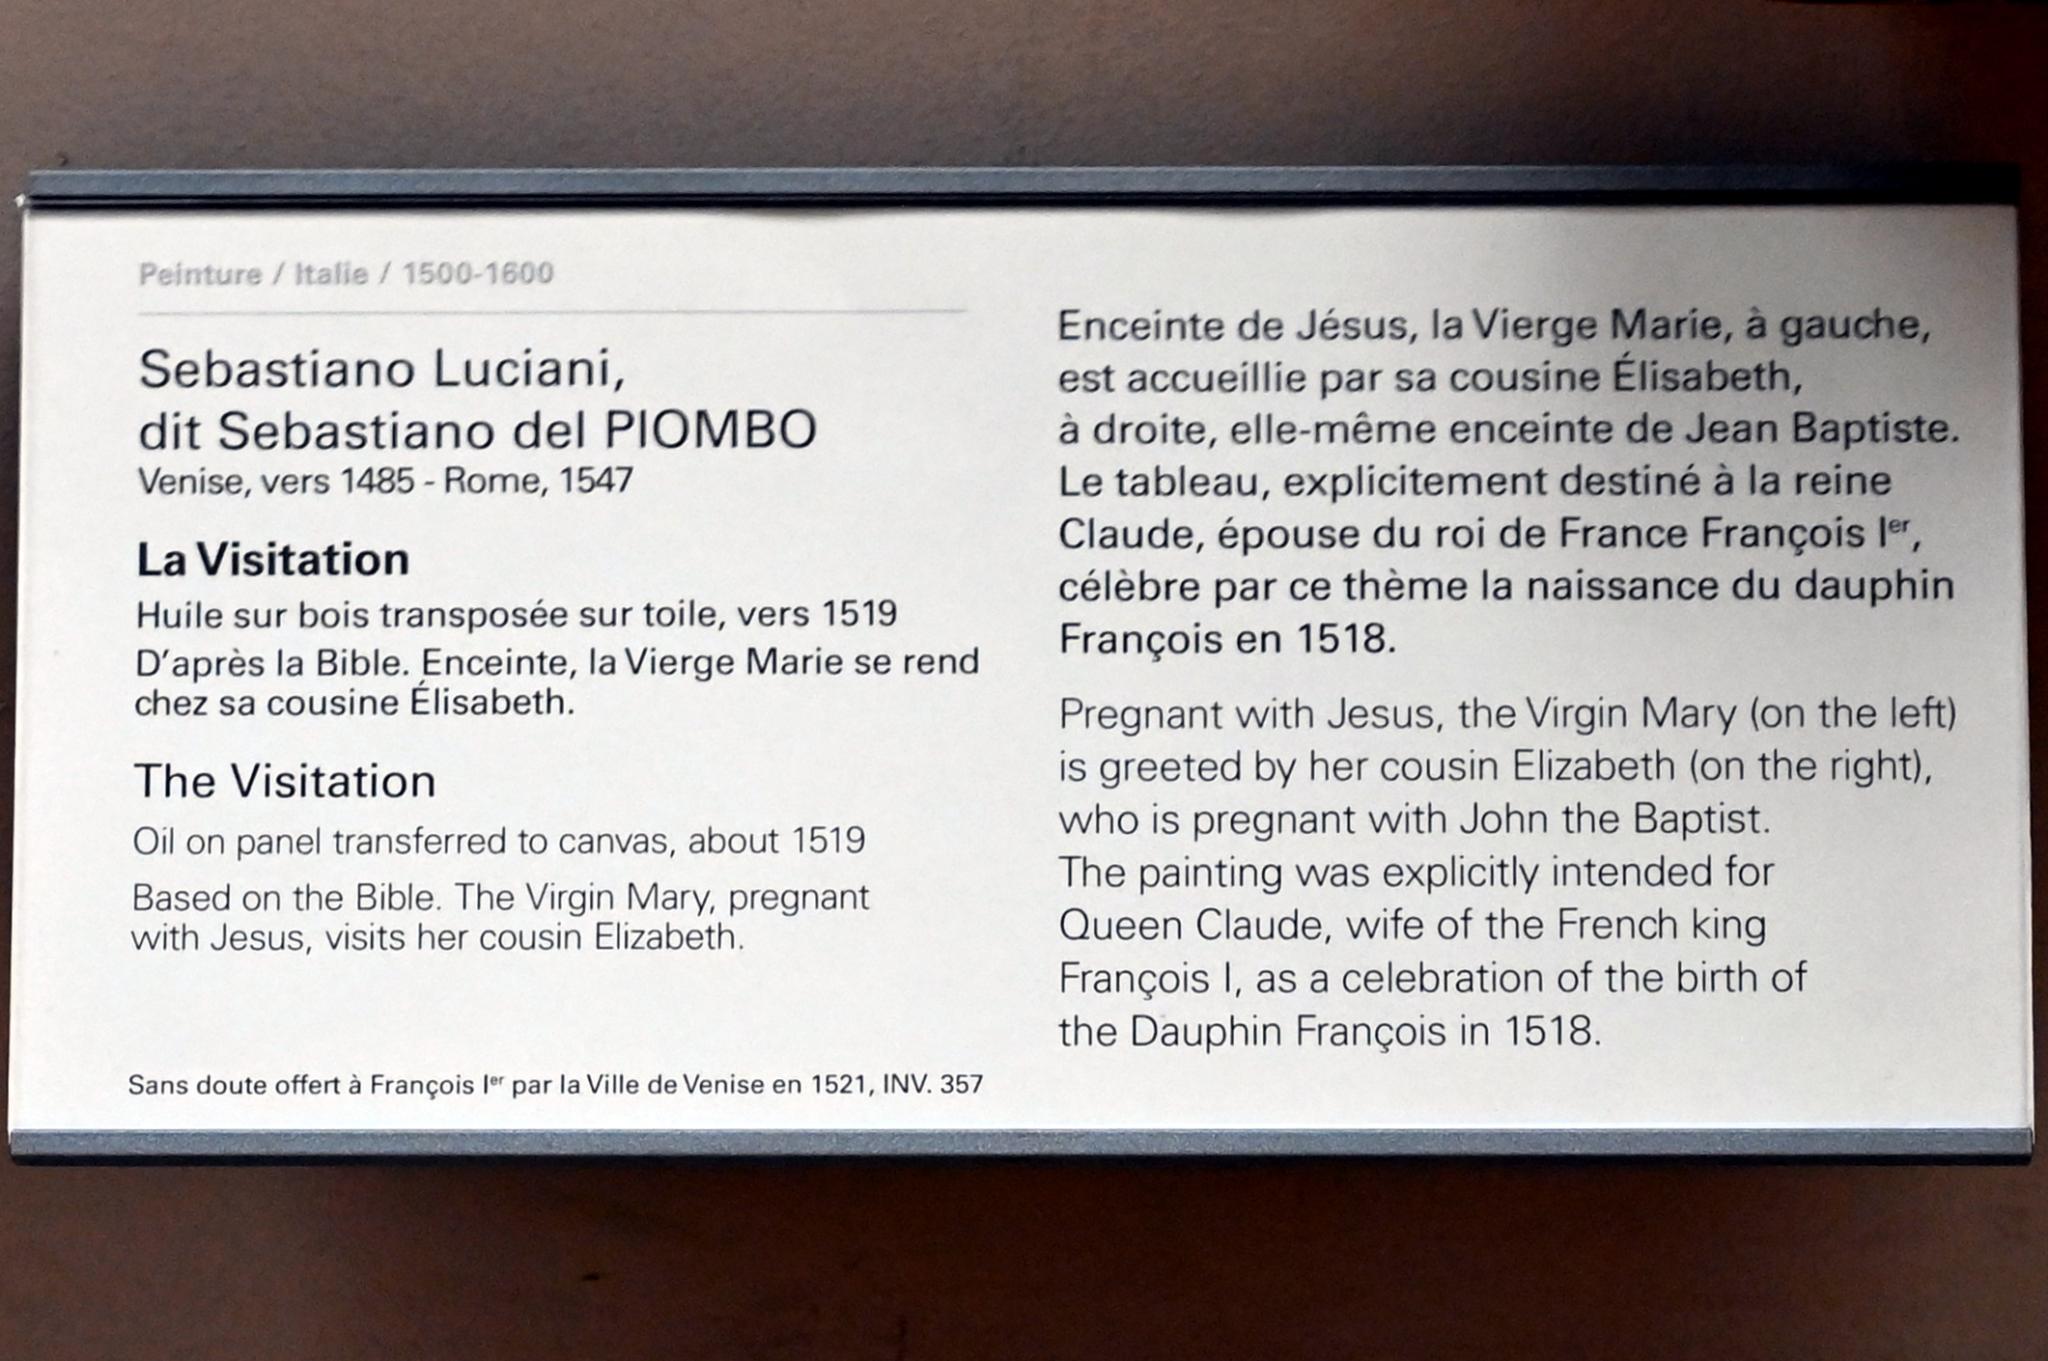 Peinture / Italie / 1500-1600
Sebastiano Luciani,
dit Sebastiano del PIOMBO
Venise, vers 1485 - Rome, 1547
La Visitation
Huile sur bois transposée sur toile, vers 1519
D'après la Bible. Enceinte, la Vierge Marie se rend
chez sa cousine Élisabeth.
The Visitation
Oil on panel transferred to canvas, about 1519
Based on the Bible. The Virgin Mary, pregnant
with Jesus, visits her cousin Elizabeth.
Sans doute offert à François Ier par la Ville de Venise en 1521, INV. 357
Enceinte de Jésus, la Vierge Marie, à gauche,
est accueillie par sa cousine Élisabeth,
à droite, elle-même enceinte de Jean Baptiste.
Le tableau, explicitement destiné à la reine
Claude, épouse du roi de France François Ier,
célèbre par ce thème la naissance du dauphin
François en 1518.
Pregnant with Jesus, the Virgin Mary (on the left)
is greeted by her cousin Elizabeth (on the right),
who is pregnant with John the Baptist.
The painting was explicitly intended for
Queen Claude, wife of the French king
François I, as a celebration of the birth of
the Dauphin François in 1518.